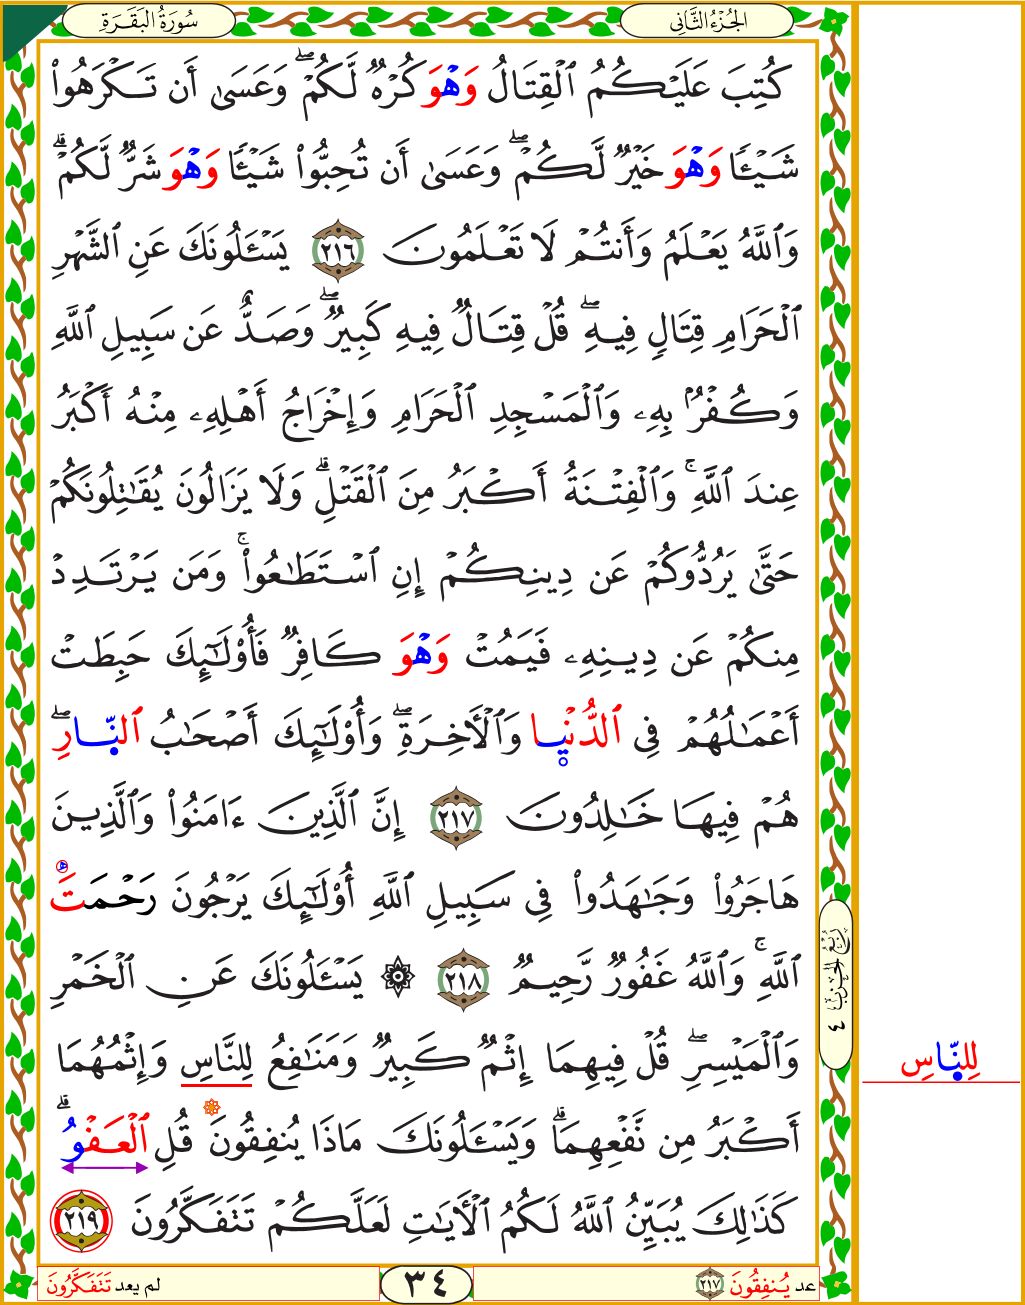 سُورَةُ البَقَرَةِ
الجُزْءُ الثَّانِي
كُتِبَ عَلَيْكُمُ ٱلْقِتَالُ وَهْوَ كُرْهٌ لَّكُمْ ۖ وَعَسَىٰ أَن تَكْرَهُوا۟
شَيْـًٔا وَهْوَ خَيْرٌ لَّكُمْ ۖ وَعَسَىٰ أَن تُحِبُّوا۟ شَيْـًٔا وَهْوَ شَرٌّ لَّكُمْ ۗ
وَٱللَّهُ يَعْلَمُ وَأَنتُمْ لَا تَعْلَمُونَ ٢١٦ يَسْـَٔلُونَكَ عَنِ ٱلشَّهْرِ
ٱلْحَرَامِ قِتَالٍ فِيهِ ۖ قُلْ قِتَالٌ فِيهِ كَبِيرٌ ۖ وَصَدٌّ عَن سَبِيلِ ٱللَّهِ
وَكُفْرٌۢ بِهِۦ وَٱلْمَسْجِدِ ٱلْحَرَامِ وَإِخْرَاجُ أَهْلِهِۦ مِنْهُ أَكْبَرُ
عِندَ ٱللَّهِ ۚ وَٱلْفِتْنَةُ أَكْبَرُ مِنَ ٱلْقَتْلِ ۗ وَلَا يَزَالُونَ يُقَـٰتِلُونَكُمْ
حَتَّىٰ يَرُدُّوكُمْ عَن دِينِكُمْ إِنِ ٱسْتَطَـٰعُوا۟ ۚ وَمَن يَرْتَدِدْ
مِنكُمْ عَن دِينِهِۦ فَيَمُتْ وَهْوَ كَافِرٌ فَأُو۟لَـٰٓئِكَ حَبِطَتْ
أَعْمَـٰلُهُمْ فِى ٱلدُّنْيَا وَٱلْـَٔاخِرَةِ ۖ وَأُو۟لَـٰٓئِكَ أَصْحَـٰبُ ٱلنَّارِ ۖ
هُمْ فِيهَا خَـٰلِدُونَ ٢١٧ إِنَّ ٱلَّذِينَ ءَامَنُوا۟ وَٱلَّذِينَ
هَاجَرُوا۟ وَجَـٰهَدُوا۟ فِى سَبِيلِ ٱللَّهِ أُو۟لَـٰٓئِكَ يَرْجُونَ رَحْمَتَ
ٱللَّهِ ۚ وَٱللَّهُ غَفُورٌ رَّحِيمٌ ٢١٨ ۞ يَسْـَٔلُونَكَ عَنِ ٱلْخَمْرِ
وَٱلْمَيْسِرِ ۖ قُلْ فِيهِمَا إِثْمٌ كَبِيرٌ وَمَنَـٰفِعُ لِلنَّاسِ وَإِثْمُهُمَا
أَكْبَرُ مِن نَّفْعِهِمَا ۗ وَيَسْـَٔلُونَكَ مَاذَا يُنفِقُونَ قُلِ ٱلْعَفْوُ ۗ
كَذَٰلِكَ يُبَيِّنُ ٱللَّهُ لَكُمُ ٱلْـَٔايَـٰتِ لَعَلَّكُمْ تَتَفَكَّرُونَ ٢١٩
رُبْعُ الحِزْبِ ٤
لِلنَّاسِ
عد يُنفِقُونَ ٢١٧
٣٤
لم يعد تَتَفَكَّرُونَ